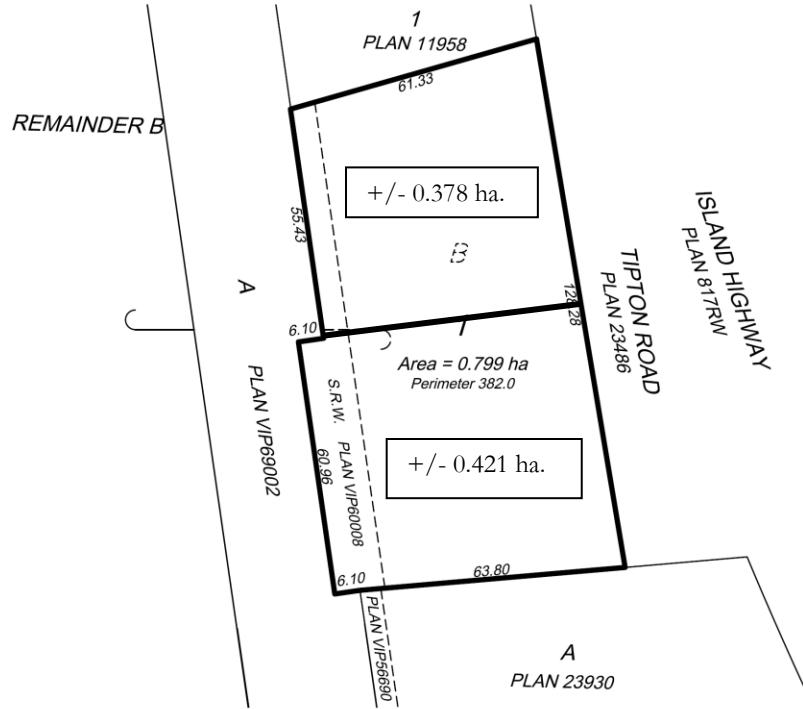 1
PLAN 11958
61.33
REMAINDER B
+/- 0.378 ha.
55.43
B
A
ISLAND HIGHWAY
PLAN 817RW
TIPTON ROAD
PLAN 23486
128.28
6.10
Area = 0.799 ha
Perimeter 382.0
PLAN VIP69002
S.R.W. PLAN VIP60008
60.96
+/- 0.421 ha.
6.10
63.80
PLAN VIP56690
A
PLAN 23930